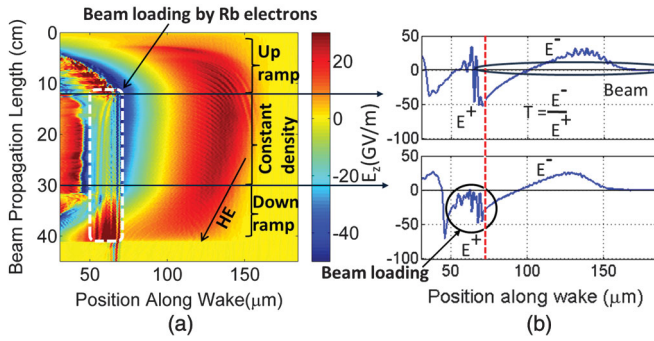 Beam loading by Rb electrons
Beam Propagation Length (cm)
0
10
20
30
40
50
100
150
Position Along Wake(μm)
Up ramp
Constant density
Down ramp
HE
20
0
-20
-40
E_z(GV/m)
(a)
(b)
50
0
-50
-100
E⁻
Beam
E⁺
T = E⁻ / E⁺
50
0
-50
-100
E⁻
E⁺
Beam loading
50
100
150
Position along wake (μm)